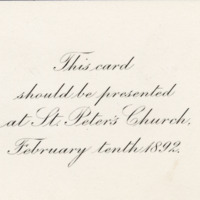 This card
should be presented
at St. Peter's Church,
February tenth 1892.